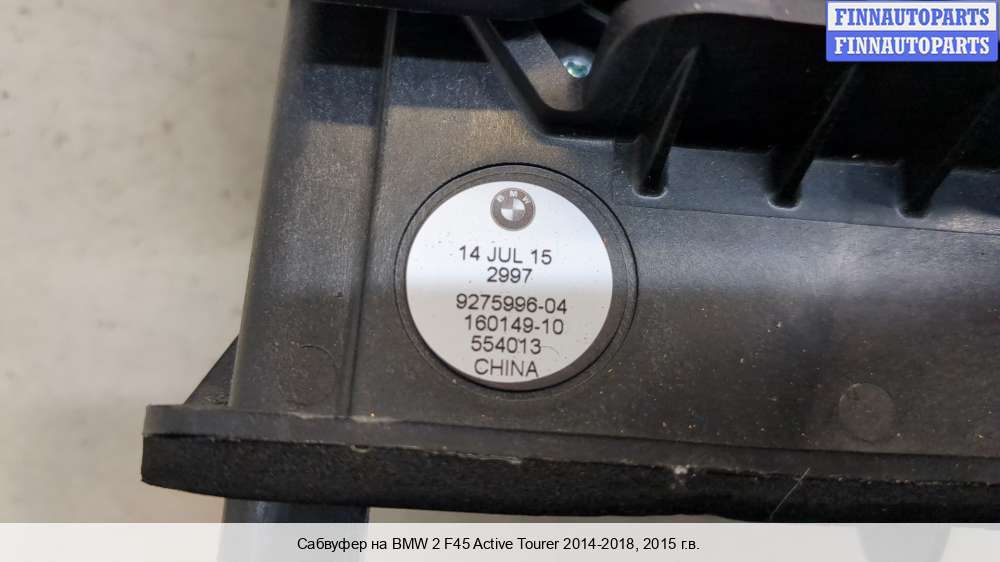 FINNAUTOPARTS
FINNAUTOPARTS
BMW
14 JUL 15
2997
9275996-04
160149-10
554013
CHINA
Сабвуфер на BMW 2 F45 Active Tourer 2014-2018, 2015 г.в.